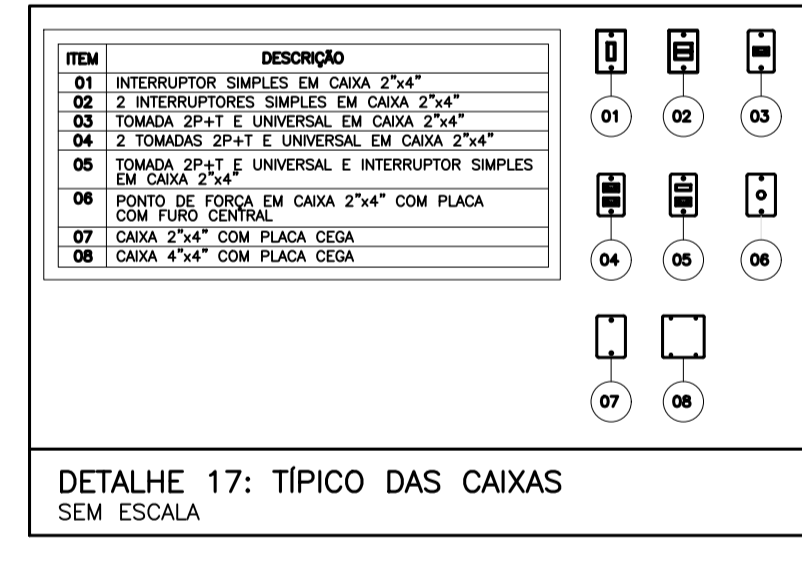 ITEM DESCRIÇÃO
01 INTERRUPTOR SIMPLES EM CAIXA 2"x4"
02 2 INTERRUPTORES SIMPLES EM CAIXA 2"x4"
03 TOMADA 2P+T E UNIVERSAL EM CAIXA 2"x4"
04 2 TOMADAS 2P+T E UNIVERSAL EM CAIXA 2"x4"
05 TOMADA 2P+T E UNIVERSAL E INTERRUPTOR SIMPLES
EM CAIXA 2"x4"
06 PONTO DE FORÇA EM CAIXA 2"x4" COM PLACA
COM FURO CENTRAL
07 CAIXA 2"x4" COM PLACA CEGA
08 CAIXA 4"x4" COM PLACA CEGA
01 02 03
04 05 06
07 08
DETALHE 17: TÍPICO DAS CAIXAS
SEM ESCALA